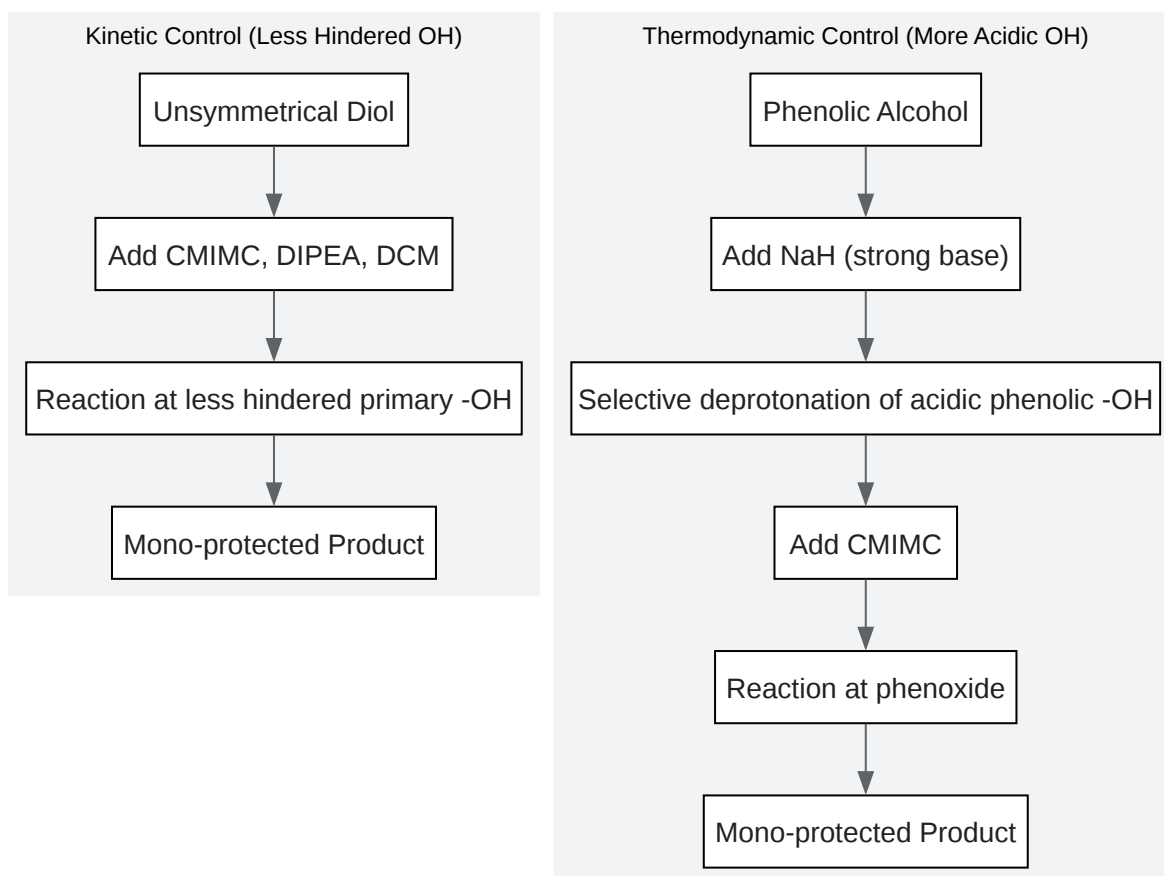 Kinetic Control (Less Hindered OH)
Unsymmetrical Diol
Add CMIMC, DIPEA, DCM
Reaction at less hindered primary -OH
Mono-protected Product
Thermodynamic Control (More Acidic OH)
Phenolic Alcohol
Add NaH (strong base)
Selective deprotonation of acidic phenolic -OH
Add CMIMC
Reaction at phenoxide
Mono-protected Product